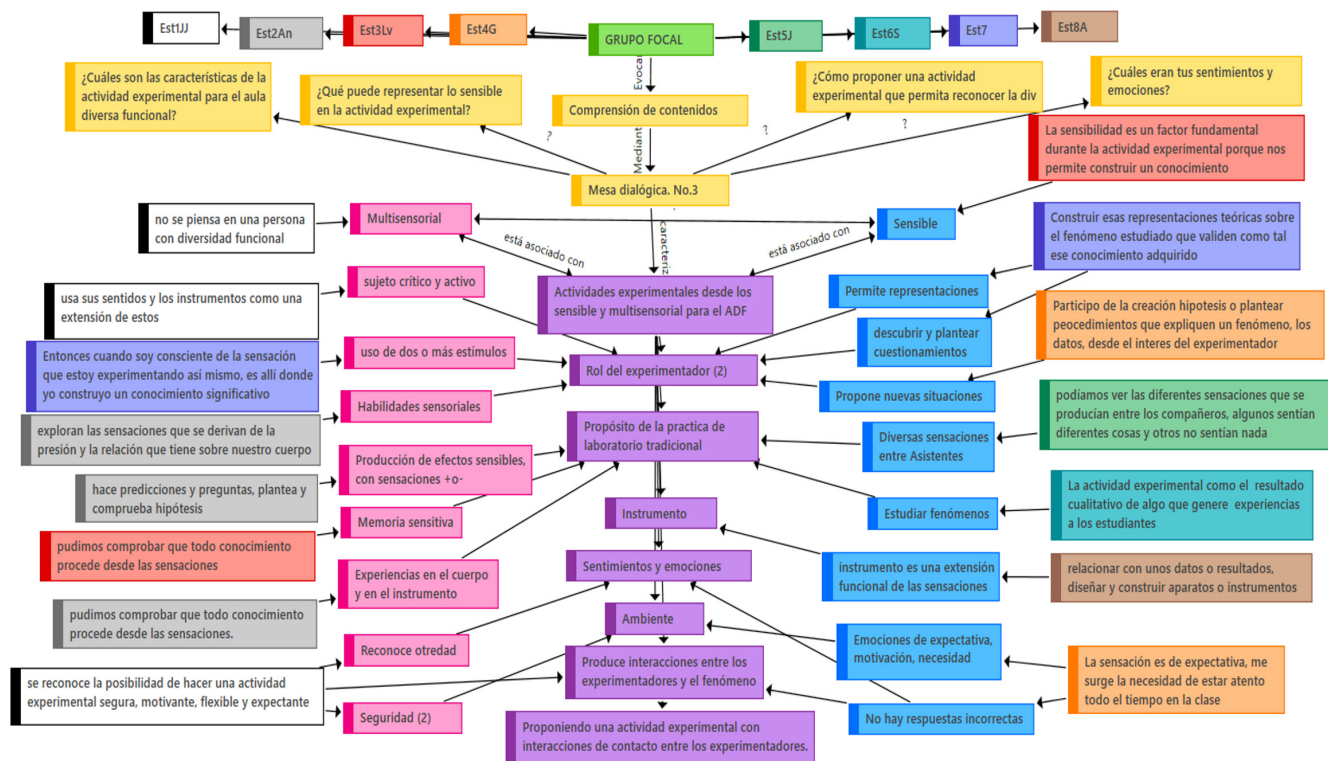 Est1JJ
Est2An
Est3Lv
Est4G
GRUPO FOCAL
Est5J
Est6S
Est7
Est8A
¿Cuáles son las características de la
actividad experimental para el aula
diversa funcional?
¿Qué puede representar lo sensible
en la actividad experimental?
Evoca
Comprensión de contenidos
¿Cómo proponer una actividad
experimental que permita reconocer la div
¿Cuáles eran tus sentimientos y
emociones?
?
?
Mediant
?
?
La sensibilidad es un factor fundamental
durante la actividad experimental porque nos
permite construir un conocimiento
Mesa dialógica. No.3
no se piensa en una persona
con diversidad funcional
Multisensorial
Sensible
está asociado con
caracteriz
está asociado con
Construir esas representaciones teóricas sobre
el fenómeno estudiado que validen como tal
ese conocimiento adquirido
sujeto crítico y activo
Actividades experimentales desde los
sensible y multisensorial para el ADF
Permite representaciones
usa sus sentidos y los instrumentos como una
extensión de estos
descubrir y plantear
cuestionamientos
Participo de la creación hipotesis o plantear
peocedimientos que expliquen un fenómeno, los
datos, desde el interes del experimentador
Entonces cuando soy consciente de la sensación
que estoy experimentando así mismo, es allí donde
yo construyo un conocimiento significativo
uso de dos o más estímulos
Rol del experimentador (2)
Propone nuevas situaciones
Habilidades sensoriales
exploran las sensaciones que se derivan de la
presión y la relación que tiene sobre nuestro cuerpo
Propósito de la practica de
laboratorio tradicional
Diversas sensaciones
entre Asistentes
podíamos ver las diferentes sensaciones que se
producían entre los compañeros, algunos sentían
diferentes cosas y otros no sentían nada
Producción de efectos sensibles,
con sensaciones +o-
hace predicciones y preguntas, plantea y
comprueba hipótesis
Memoria sensitiva
Instrumento
Estudiar fenómenos
La actividad experimental como el resultado
cualitativo de algo que genere experiencias
a los estudiantes
pudimos comprobar que todo conocimiento
procede desde las sensaciones
Experiencias en el cuerpo
y en el instrumento
Sentimientos y emociones
instrumento es una extensión
funcional de las sensaciones
relacionar con unos datos o resultados,
diseñar y construir aparatos o instrumentos
pudimos comprobar que todo conocimiento
procede desde las sensaciones.
Ambiente
Reconoce otredad
Emociones de expectativa,
motivación, necesidad
Produce interacciones entre los
experimentadores y el fenómeno
La sensación es de expectativa, me
surge la necesidad de estar atento
todo el tiempo en la clase
se reconoce la posibilidad de hacer una actividad
experimental segura, motivante, flexible y expectante
Seguridad (2)
No hay respuestas incorrectas
Proponiendo una actividad experimental con
interacciones de contacto entre los experimentadores.